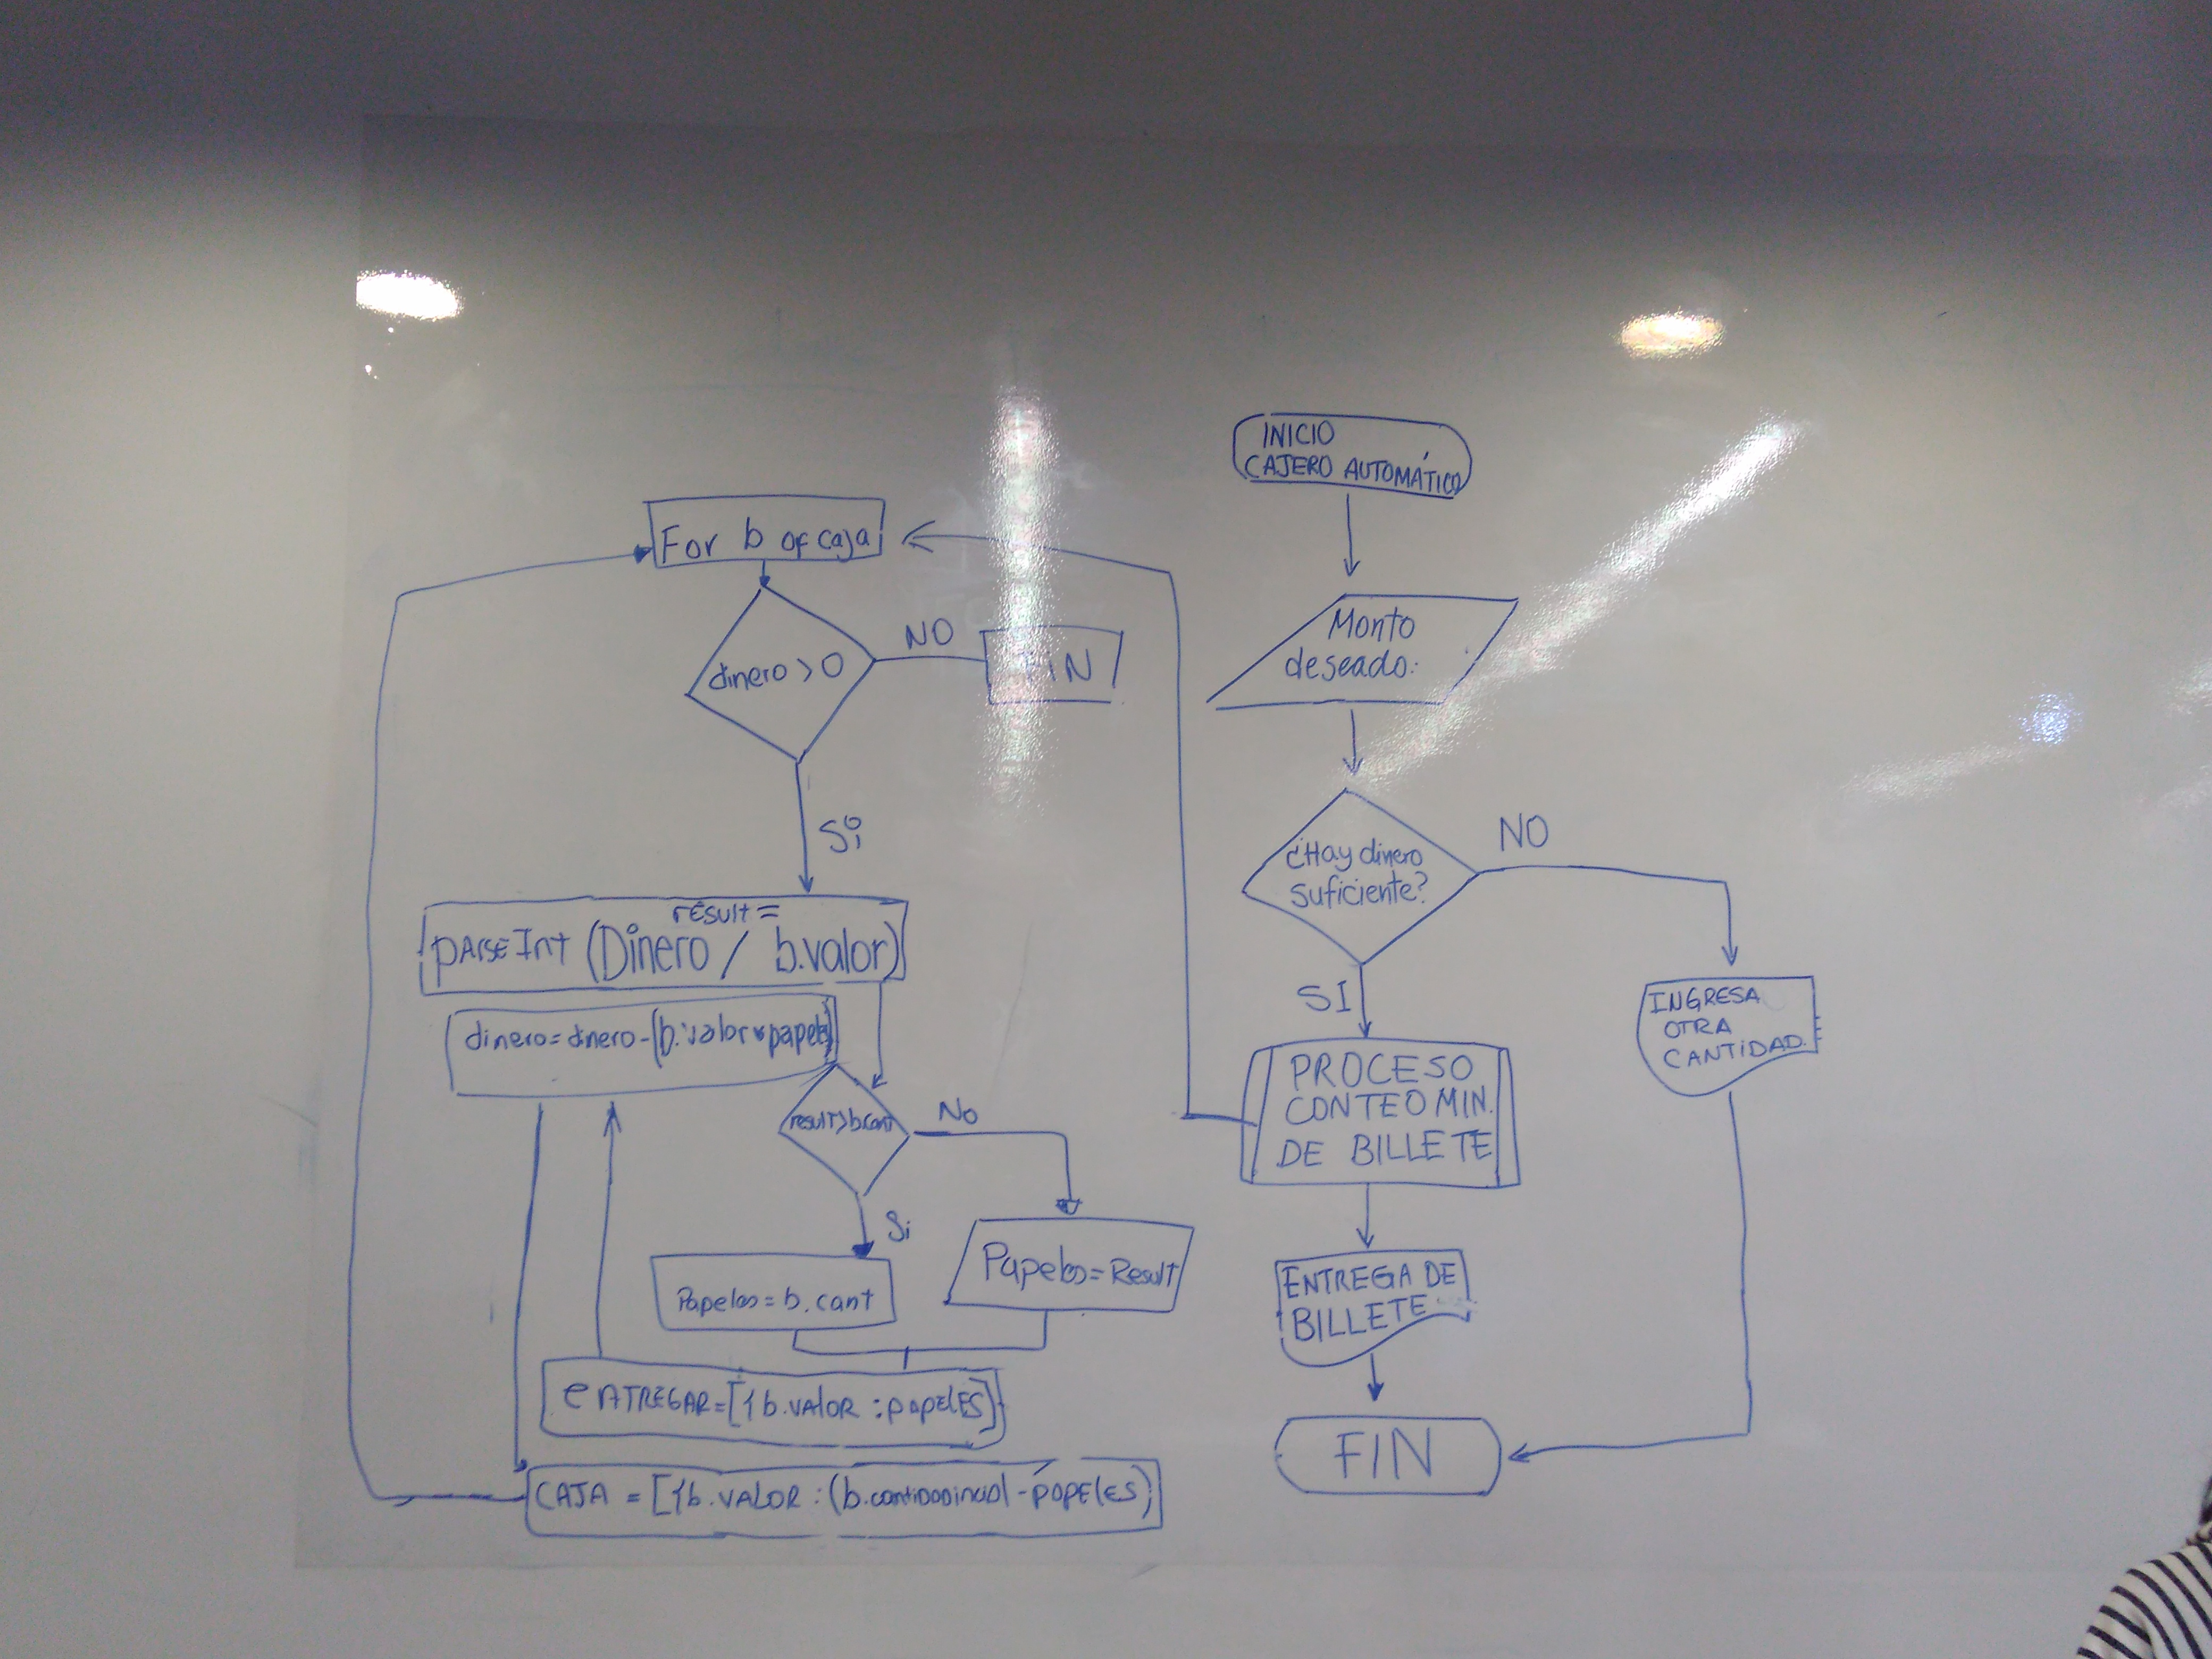 INICIO
CAJERO AUTOMÁTICO
Monto
deseado:
¿Hay dinero
suficiente?
NO
SI
INGRESA
OTRA
CANTIDAD.
PROCESO
CONTEO MIN.
DE BILLETE
ENTREGA DE
BILLETE
FIN
For b of caja
dinero > 0
NO
FIN
Si
result =
parseInt (Dinero / b.valor)
dinero = dinero - (b.valor * papeles)
result > b.cant
No
Si
Papeles = b.cant
Papeles = Result
entregar = [{b.valor : papeles}]
CAJA = [{b.VALOR : (b.cantidadinicial - papeles)